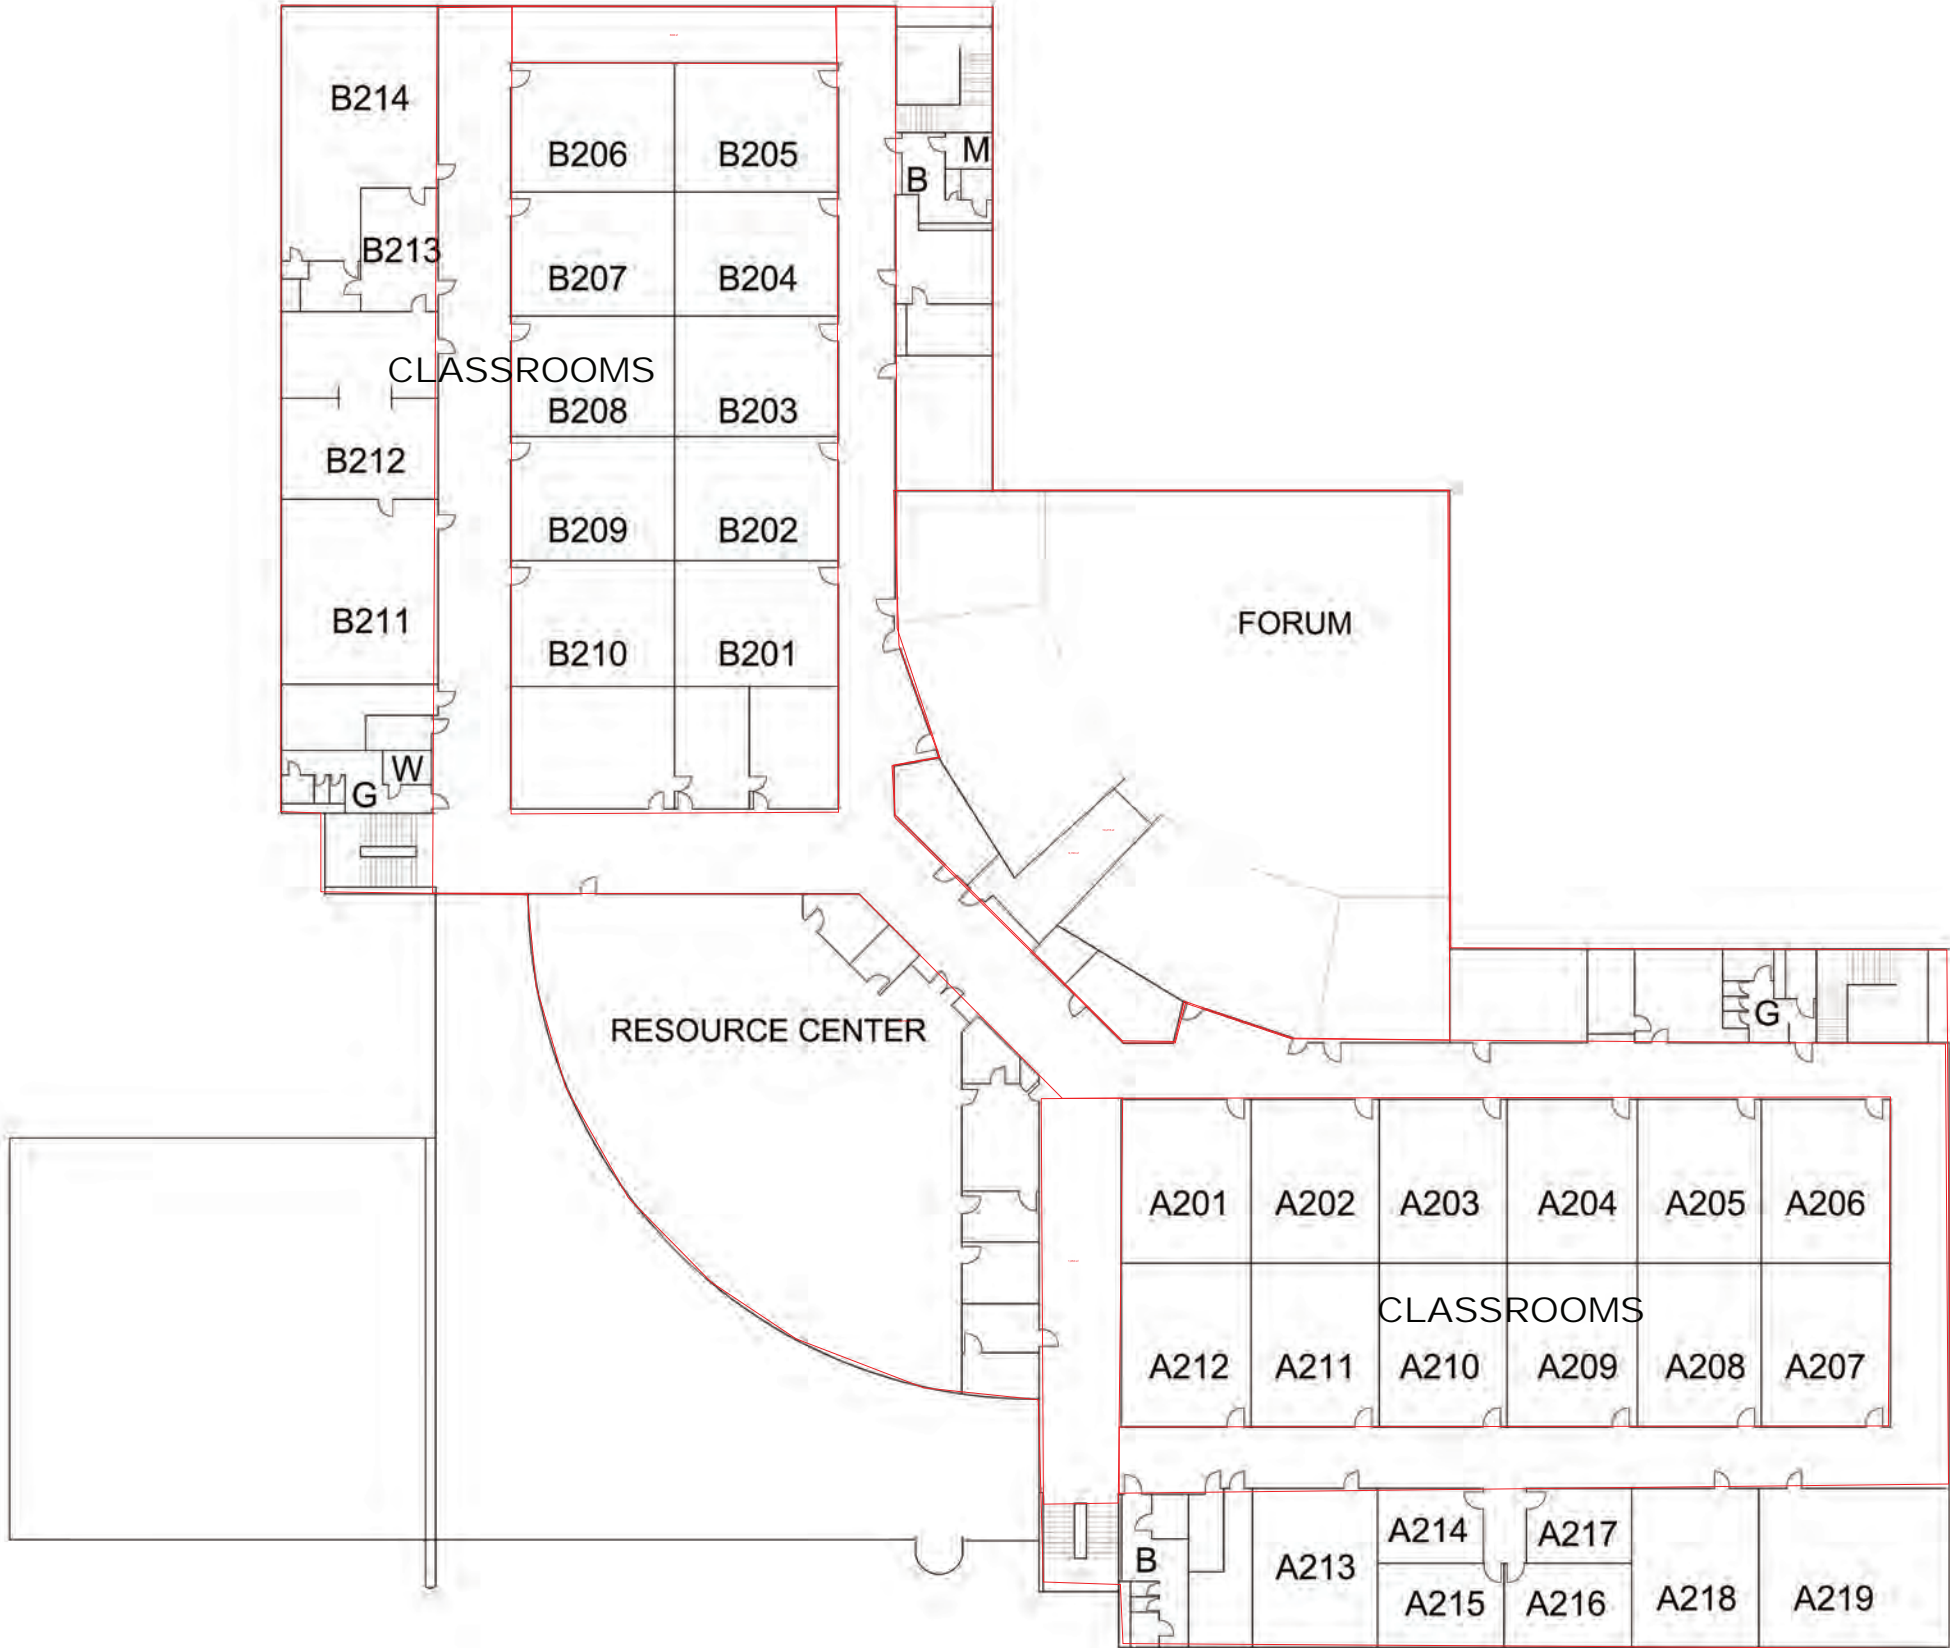 B214
B206 B205
M
B
B213
B207 B204
CLASSROOMS
B208 B203
B212
B209 B202
B211
FORUM
B210 B201
W
G
RESOURCE CENTER
G
A201 A202 A203 A204 A205 A206
CLASSROOMS
A212 A211 A210 A209 A208 A207
A214 A217
B
A213
A215 A216 A218 A219